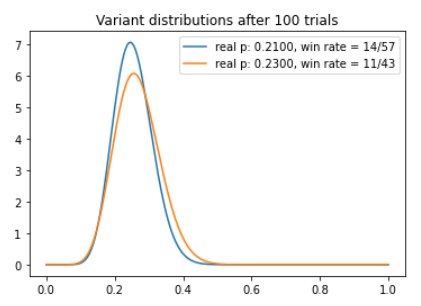 Variant distributions after 100 trials
real p: 0.2100, win rate = 14/57
real p: 0.2300, win rate = 11/43
7
6
5
4
3
2
1
0
0.0 0.2 0.4 0.6 0.8 1.0